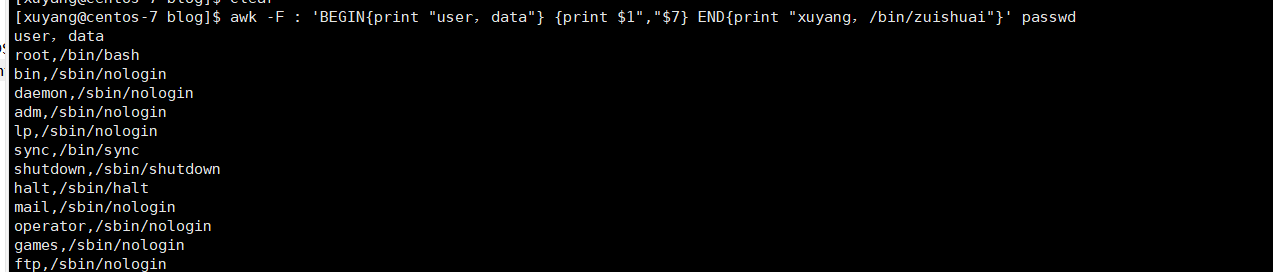 [xuyang@centos-7 blog]$ clear
[xuyang@centos-7 blog]$ awk -F : 'BEGIN{print "user，data"} {print $1","$7} END{print "xuyang，/bin/zuishuai"}' passwd
user，data
root,/bin/bash
bin,/sbin/nologin
daemon,/sbin/nologin
adm,/sbin/nologin
lp,/sbin/nologin
sync,/bin/sync
shutdown,/sbin/shutdown
halt,/sbin/halt
mail,/sbin/nologin
operator,/sbin/nologin
games,/sbin/nologin
ftp,/sbin/nologin